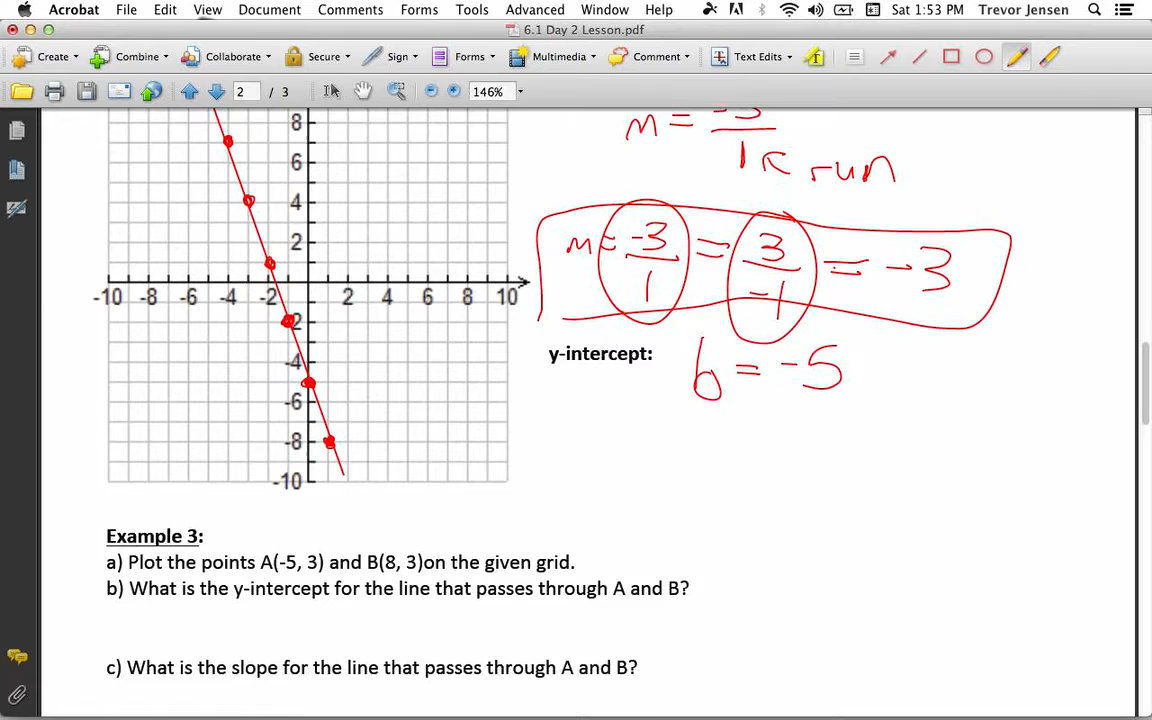 Acrobat File Edit View Document Comments Forms Tools Advanced Window Help Sat 1:53 PM Trevor Jensen
6.1 Day 2 Lesson.pdf
Create Combine Collaborate Secure Sign Forms Multimedia Comment Text Edits
2 / 3 146%
m = -3
1 run
8
6
4
2
-10 -8 -6 -4 -2 2 4 6 8 10
-2
-4
-6
-8
-10
m = -3/1 = 3/-1 = -3
y-intercept: b = -5
Example 3:
a) Plot the points A(-5, 3) and B(8, 3)on the given grid.
b) What is the y-intercept for the line that passes through A and B?
c) What is the slope for the line that passes through A and B?